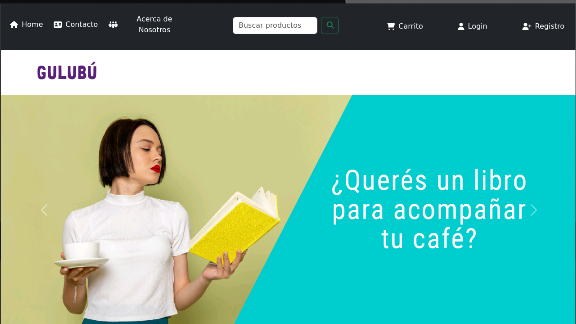 Home
Contacto
Acerca de
Nosotros
Buscar productos
Carrito
Login
Registro
GULUBÚ
¿Querés un libro
para acompañar
tu café?